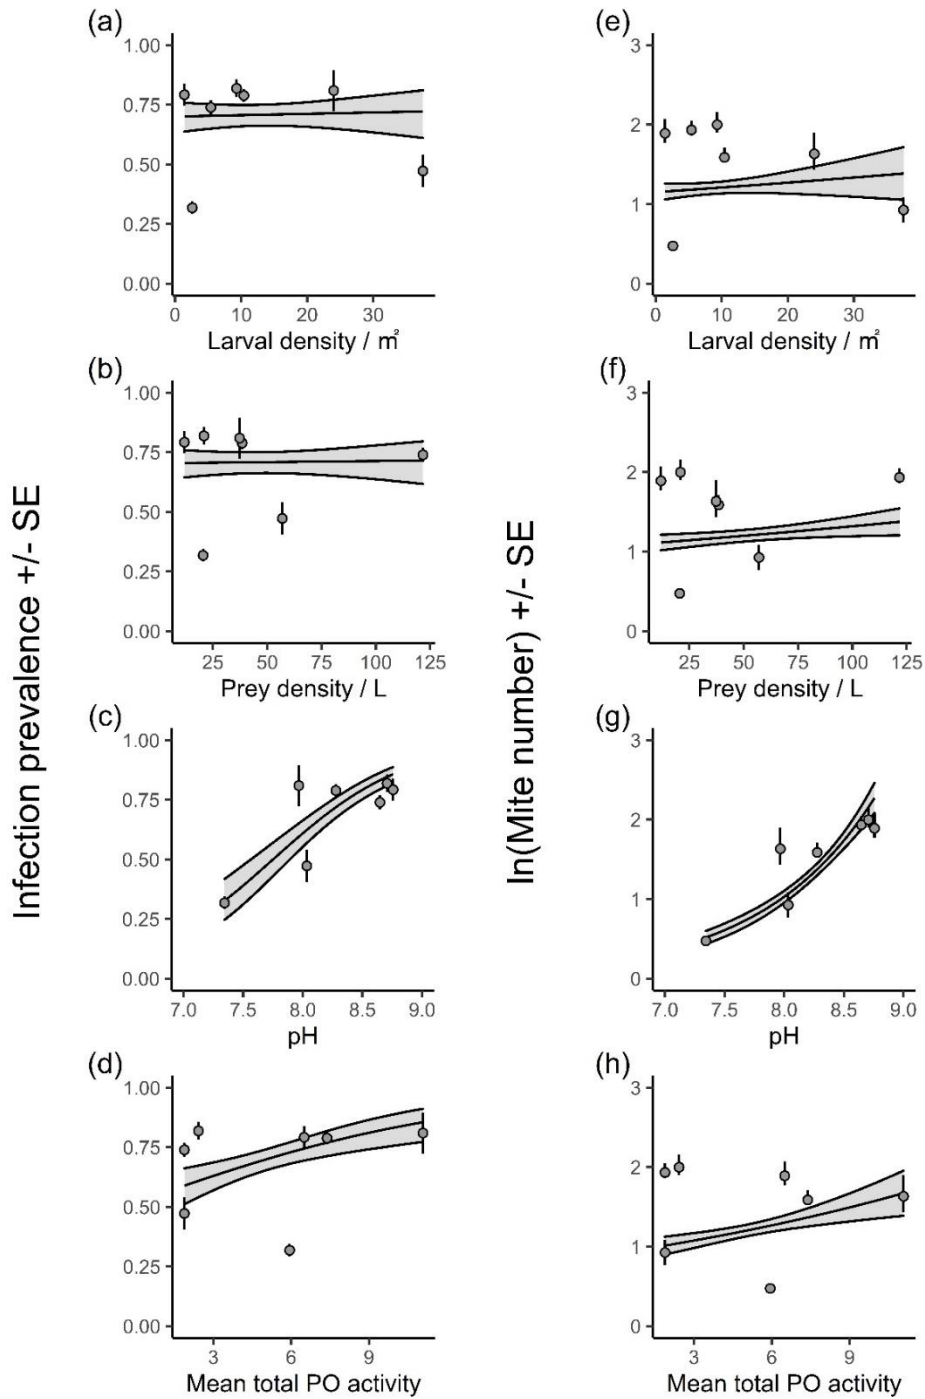 Infection prevalence +/- SE
(a)
1.00
0.75
0.50
0.25
0.00
0 10 20 30
Larval density / m²
(b)
1.00
0.75
0.50
0.25
0.00
25 50 75 100 125
Prey density / L
(c)
1.00
0.75
0.50
0.25
0.00
7.0 7.5 8.0 8.5 9.0
pH
(d)
1.00
0.75
0.50
0.25
0.00
3 6 9
Mean total PO activity
ln(Mite number) +/- SE
(e)
3
2
1
0
0 10 20 30
Larval density / m²
(f)
3
2
1
0
25 50 75 100 125
Prey density / L
(g)
3
2
1
0
7.0 7.5 8.0 8.5 9.0
pH
(h)
3
2
1
0
3 6 9
Mean total PO activity